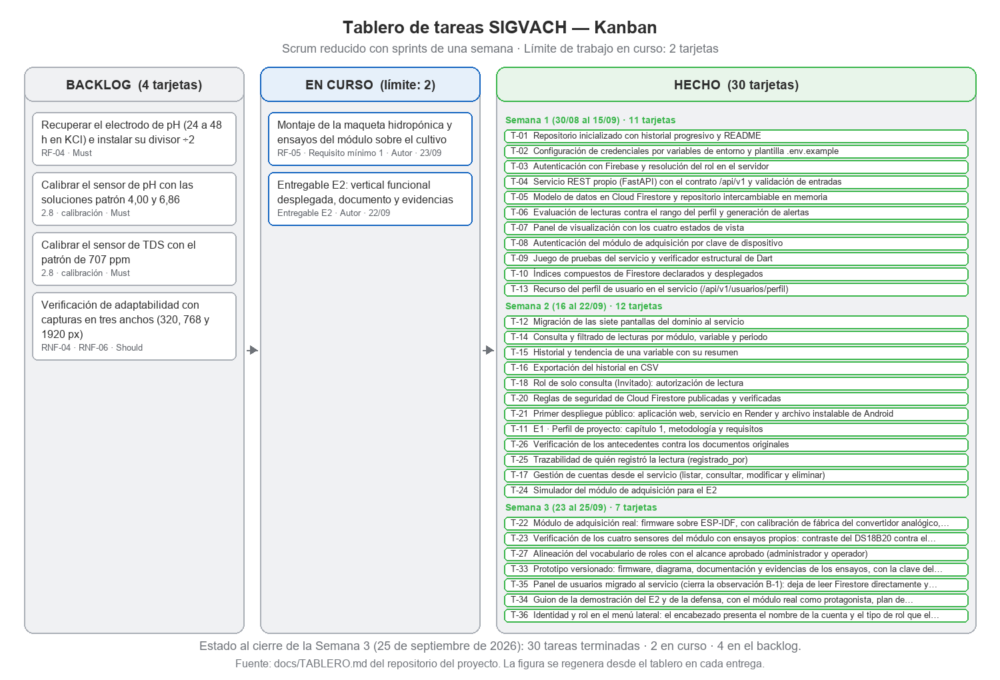 Tablero de tareas SIGVACH — Kanban
Scrum reducido con sprints de una semana · Límite de trabajo en curso: 2 tarjetas
BACKLOG (4 tarjetas)
Recuperar el electrodo de pH (24 a 48
h en KCl) e instalar su divisor ÷2
RF-04 · Must
Calibrar el sensor de pH con las
soluciones patrón 4,00 y 6,86
2.8 · calibración · Must
Calibrar el sensor de TDS con el
patrón de 707 ppm
2.8 · calibración · Must
Verificación de adaptabilidad con
capturas en tres anchos (320, 768 y
1920 px)
RNF-04 · RNF-06 · Should
EN CURSO (límite: 2)
Montaje de la maqueta hidropónica y
ensayos del módulo sobre el cultivo
RF-05 · Requisito mínimo 1 · Autor · 23/09
Entregable E2: vertical funcional
desplegada, documento y evidencias
Entregable E2 · Autor · 22/09
HECHO (30 tarjetas)
Semana 1 (30/08 al 15/09) · 11 tarjetas
T-01 Repositorio inicializado con historial progresivo y README
T-02 Configuración de credenciales por variables de entorno y plantilla .env.example
T-03 Autenticación con Firebase y resolución del rol en el servidor
T-04 Servicio REST propio (FastAPI) con el contrato /api/v1 y validación de entradas
T-05 Modelo de datos en Cloud Firestore y repositorio intercambiable en memoria
T-06 Evaluación de lecturas contra el rango del perfil y generación de alertas
T-07 Panel de visualización con los cuatro estados de vista
T-08 Autenticación del módulo de adquisición por clave de dispositivo
T-09 Juego de pruebas del servicio y verificador estructural de Dart
T-10 Índices compuestos de Firestore declarados y desplegados
T-13 Recurso del perfil de usuario en el servicio (/api/v1/usuarios/perfil)
Semana 2 (16 al 22/09) · 12 tarjetas
T-12 Migración de las siete pantallas del dominio al servicio
T-14 Consulta y filtrado de lecturas por módulo, variable y periodo
T-15 Historial y tendencia de una variable con su resumen
T-16 Exportación del historial en CSV
T-18 Rol de solo consulta (Invitado): autorización de lectura
T-20 Reglas de seguridad de Cloud Firestore publicadas y verificadas
T-21 Primer despliegue público: aplicación web, servicio en Render y archivo instalable de Android
T-11 E1 · Perfil de proyecto: capítulo 1, metodología y requisitos
T-26 Verificación de los antecedentes contra los documentos originales
T-25 Trazabilidad de quién registró la lectura (registrado_por)
T-17 Gestión de cuentas desde el servicio (listar, consultar, modificar y eliminar)
T-24 Simulador del módulo de adquisición para el E2
Semana 3 (23 al 25/09) · 7 tarjetas
T-22 Módulo de adquisición real: firmware sobre ESP-IDF, con calibración de fábrica del convertidor analógico,…
T-23 Verificación de los cuatro sensores del módulo con ensayos propios: contraste del DS18B20 contra el…
T-27 Alineación del vocabulario de roles con el alcance aprobado (administrador y operador)
T-33 Prototipo versionado: firmware, diagrama, documentación y evidencias de los ensayos, con la clave del…
T-35 Panel de usuarios migrado al servicio (cierra la observación B-1): deja de leer Firestore directamente y…
T-34 Guion de la demostración del E2 y de la defensa, con el módulo real como protagonista, plan de…
T-36 Identidad y rol en el menú lateral: el encabezado presenta el nombre de la cuenta y el tipo de rol que el…
Estado al cierre de la Semana 3 (25 de septiembre de 2026): 30 tareas terminadas · 2 en curso · 4 en el backlog.
Fuente: docs/TABLERO.md del repositorio del proyecto. La figura se regenera desde el tablero en cada entrega.